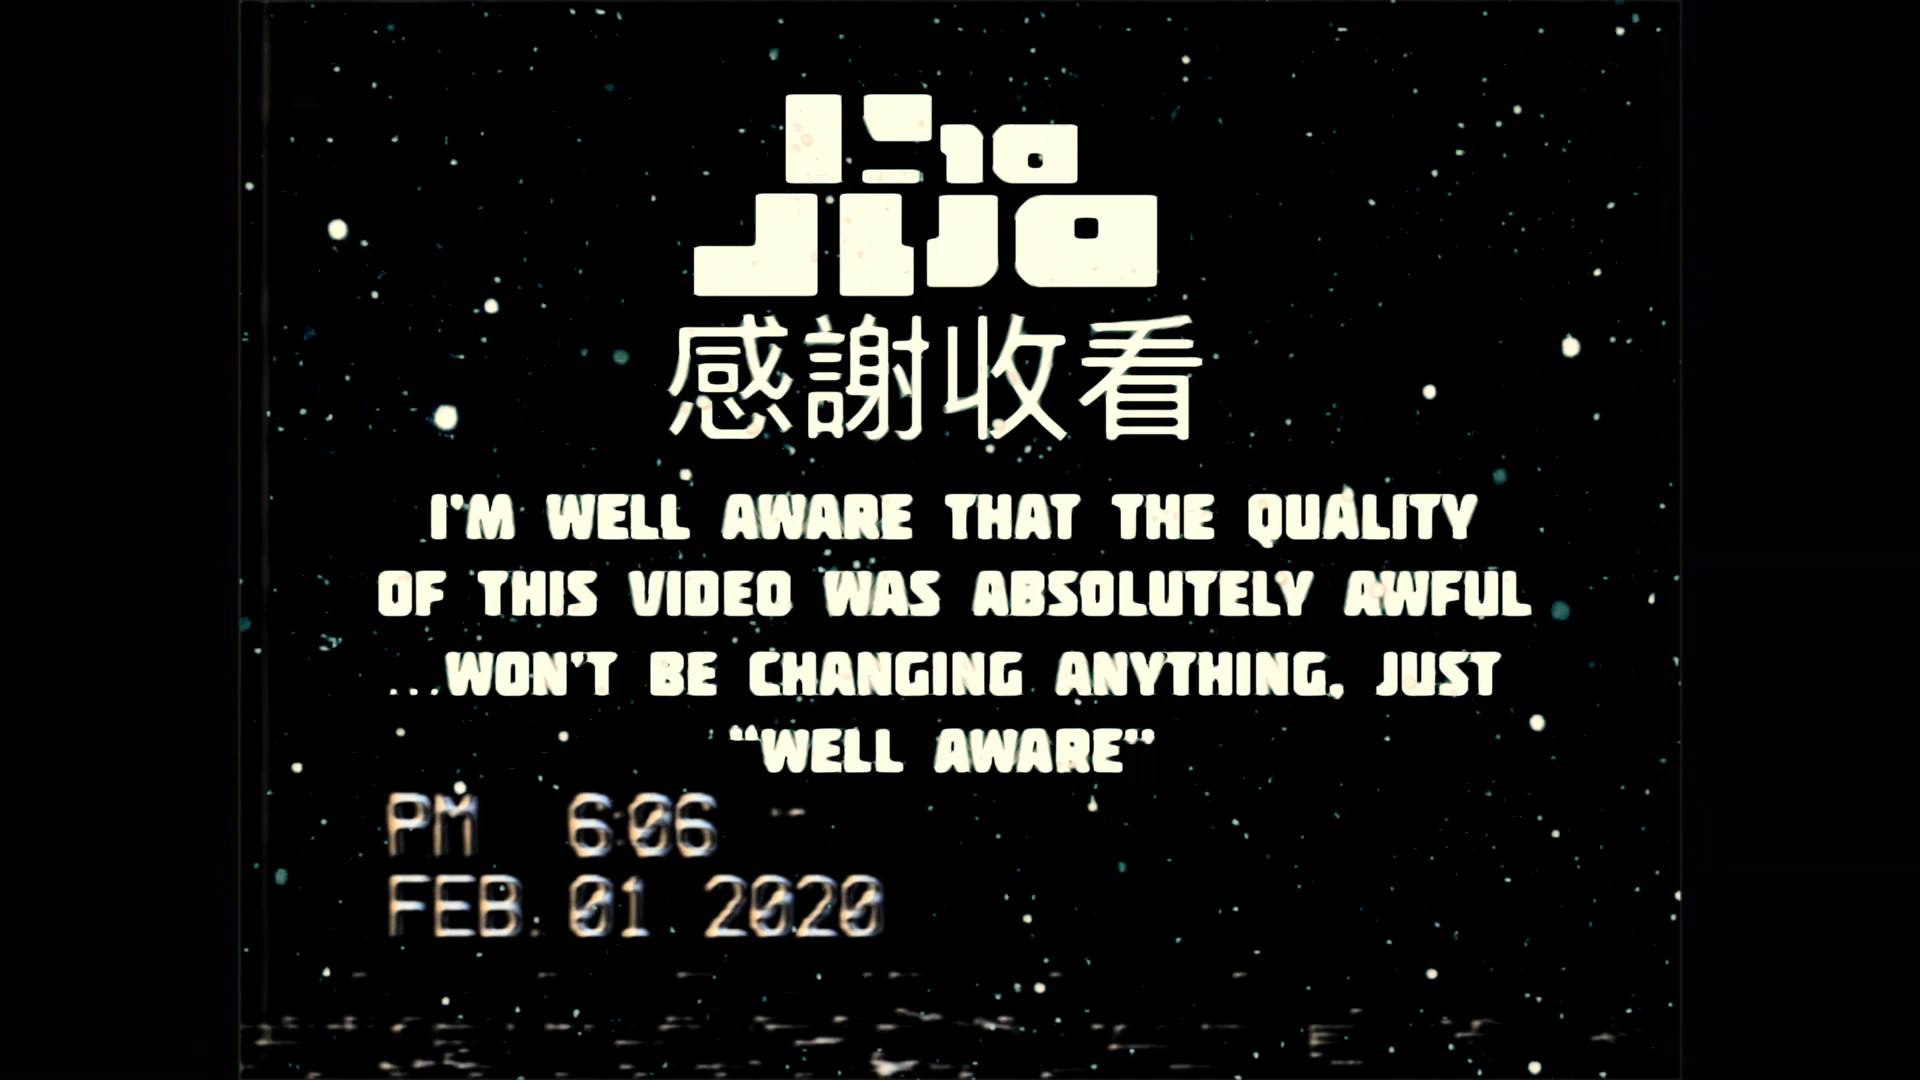 感謝收看
I'M WELL AWARE THAT THE QUALITY
OF THIS VIDEO WAS ABSOLUTELY AWFUL
...WON'T BE CHANGING ANYTHING, JUST
“WELL AWARE”
PM 6:06
FEB. 01 2020